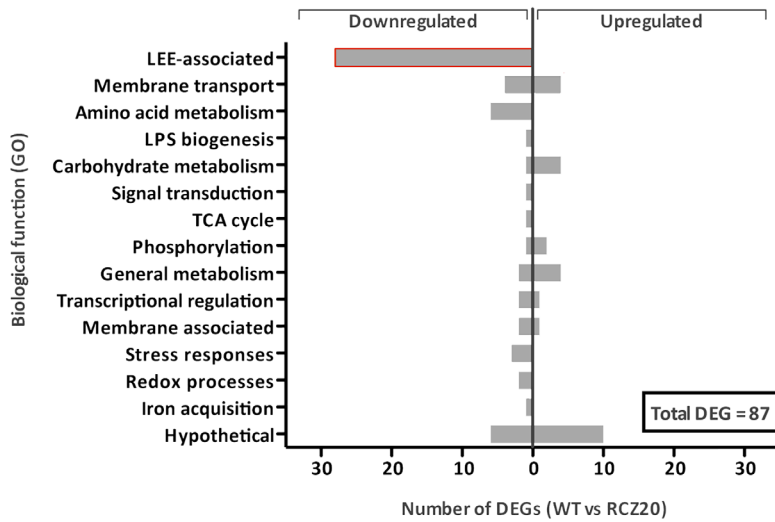 Downregulated
Upregulated
Biological function (GO)
LEE-associated
Membrane transport
Amino acid metabolism
LPS biogenesis
Carbohydrate metabolism
Signal transduction
TCA cycle
Phosphorylation
General metabolism
Transcriptional regulation
Membrane associated
Stress responses
Redox processes
Iron acquisition
Hypothetical
Total DEG = 87
30 20 10 0 10 20 30
Number of DEGs (WT vs RCZ20)